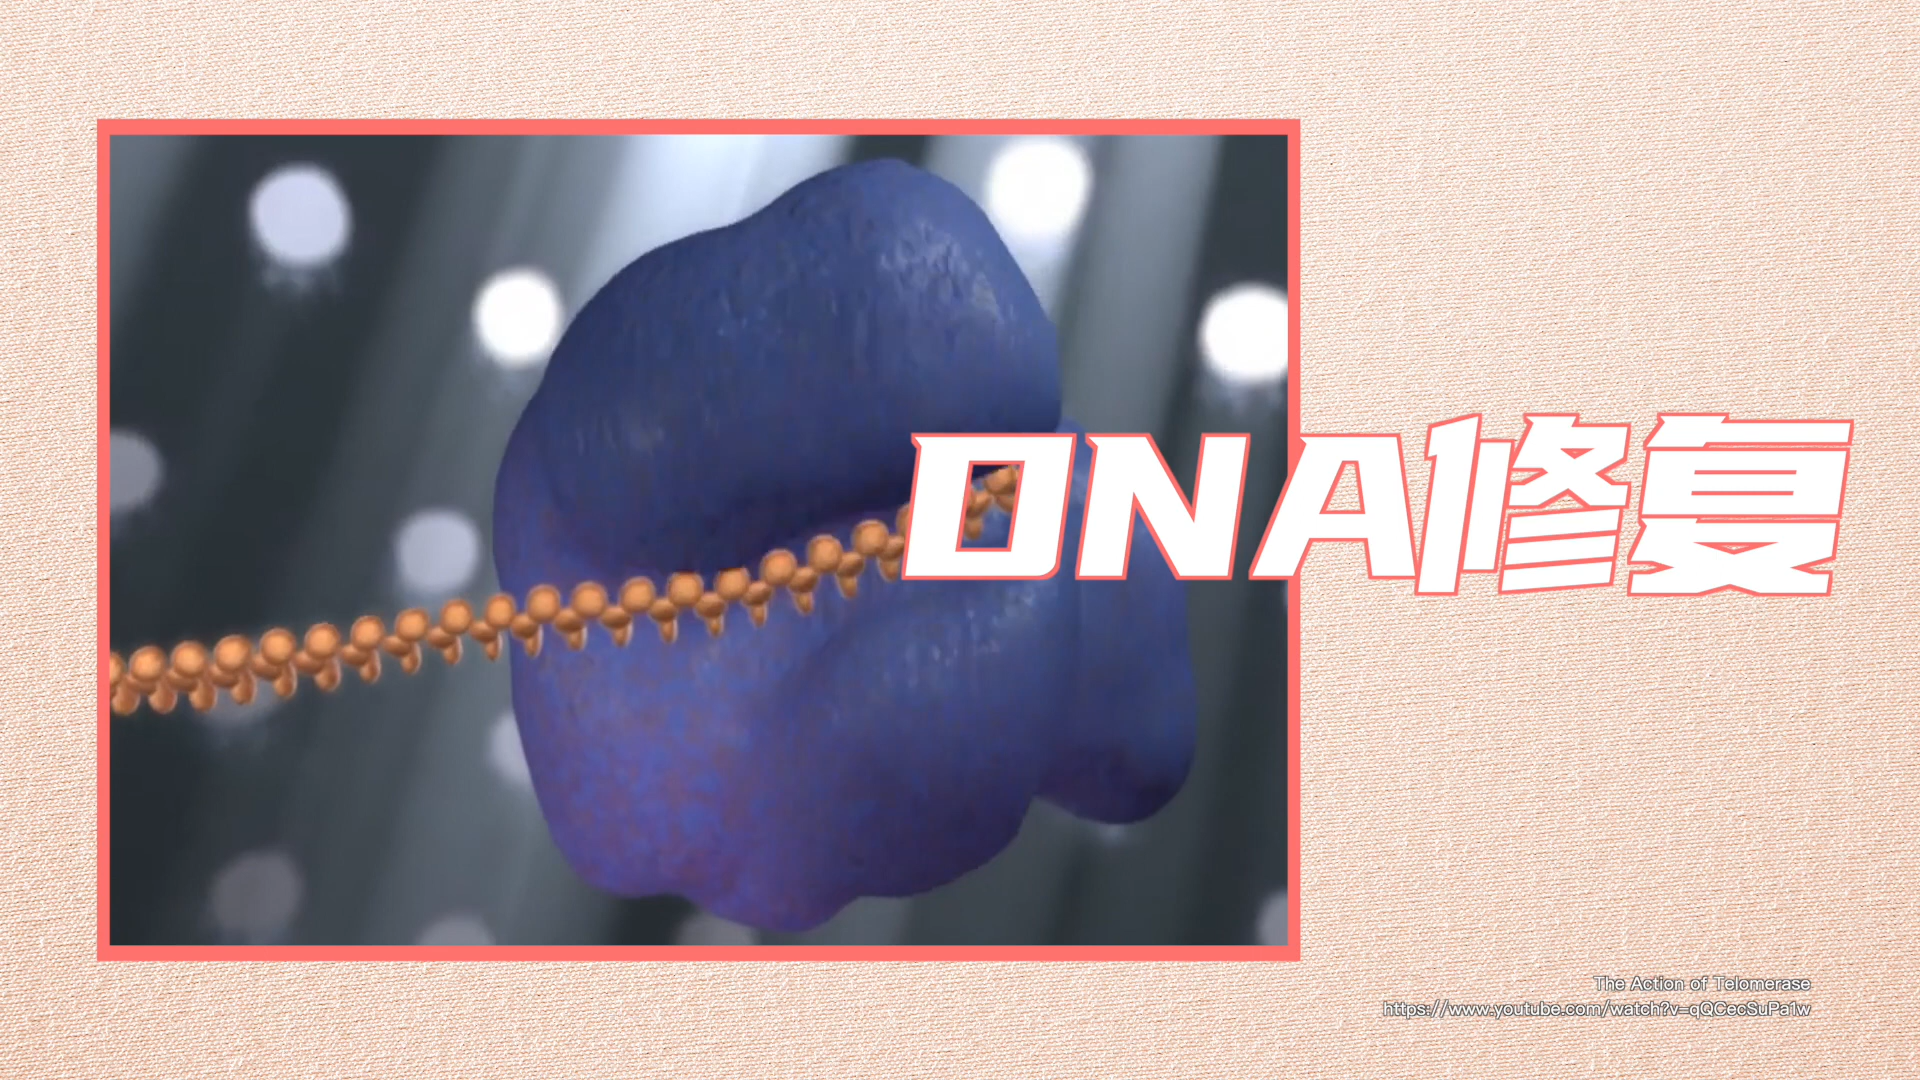 DNA修复
The Action of Telomerase
https://www.youtube.com/watch?v=qQCecSuPa1w